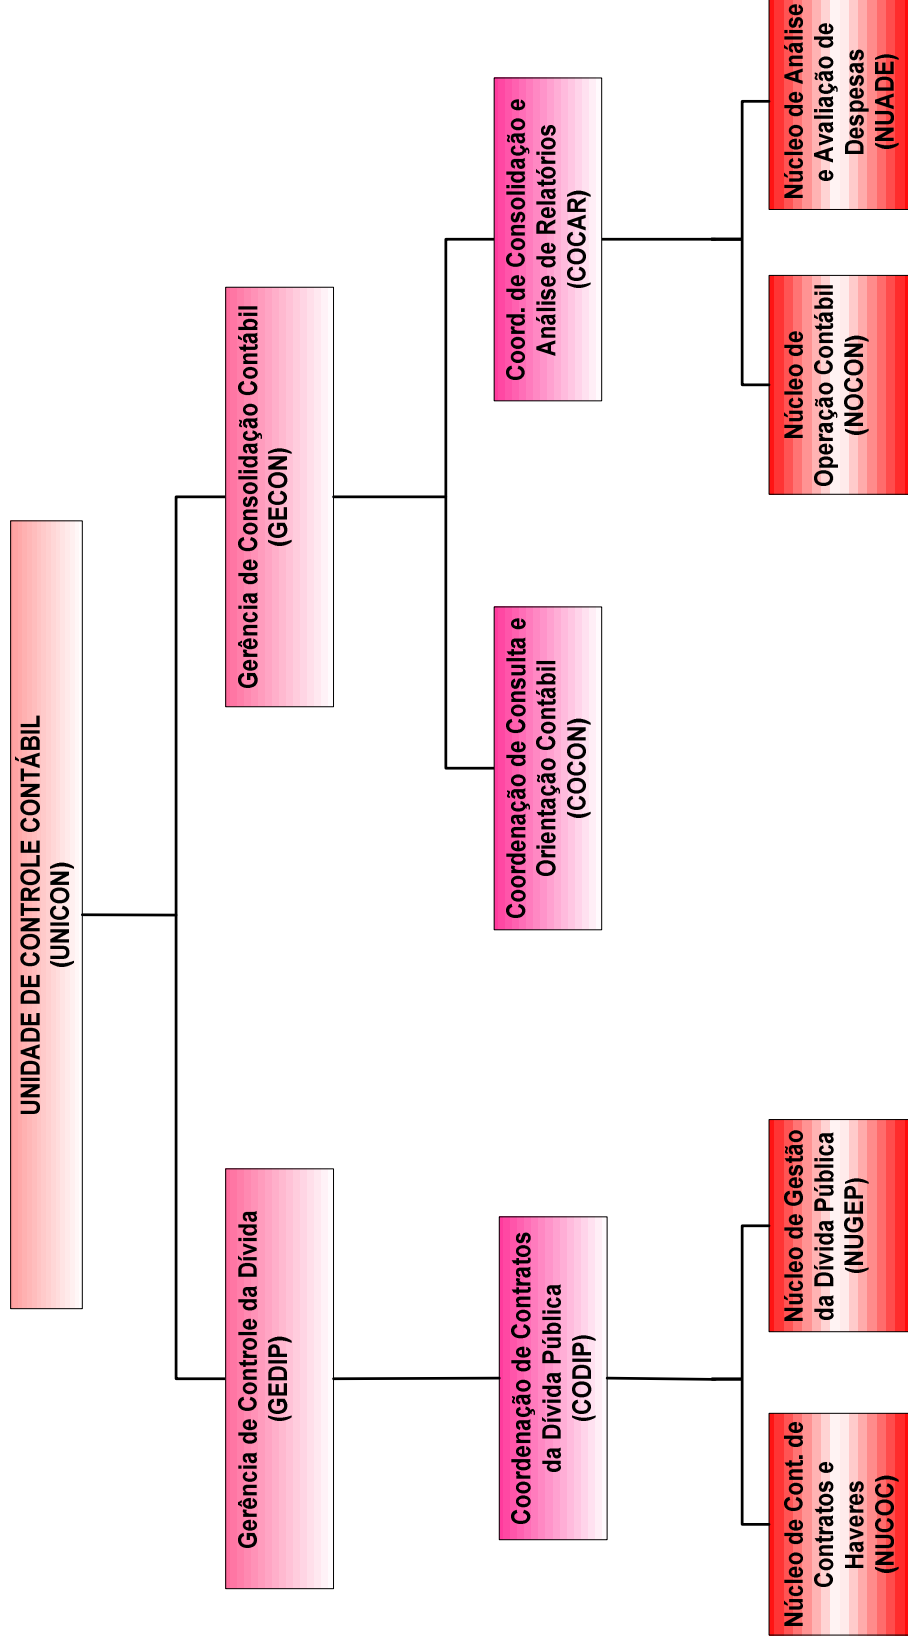 UNIDADE DE CONTROLE CONTÁBIL
(UNICON)
Gerência de Controle da Dívida
(GEDIP)
Gerência de Consolidação Contábil
(GECON)
Coordenação de Contratos
da Dívida Pública
(CODIP)
Coordenação de Consulta e
Orientação Contábil
(COCON)
Coord. de Consolidação e
Análise de Relatórios
(COCAR)
Núcleo de Cont. de
Contratos e
Haveres
(NUCOC)
Núcleo de Gestão
da Dívida Pública
(NUGEP)
Núcleo de
Operação Contábil
(NOCON)
Núcleo de Análise
e Avaliação de
Despesas
(NUADE)